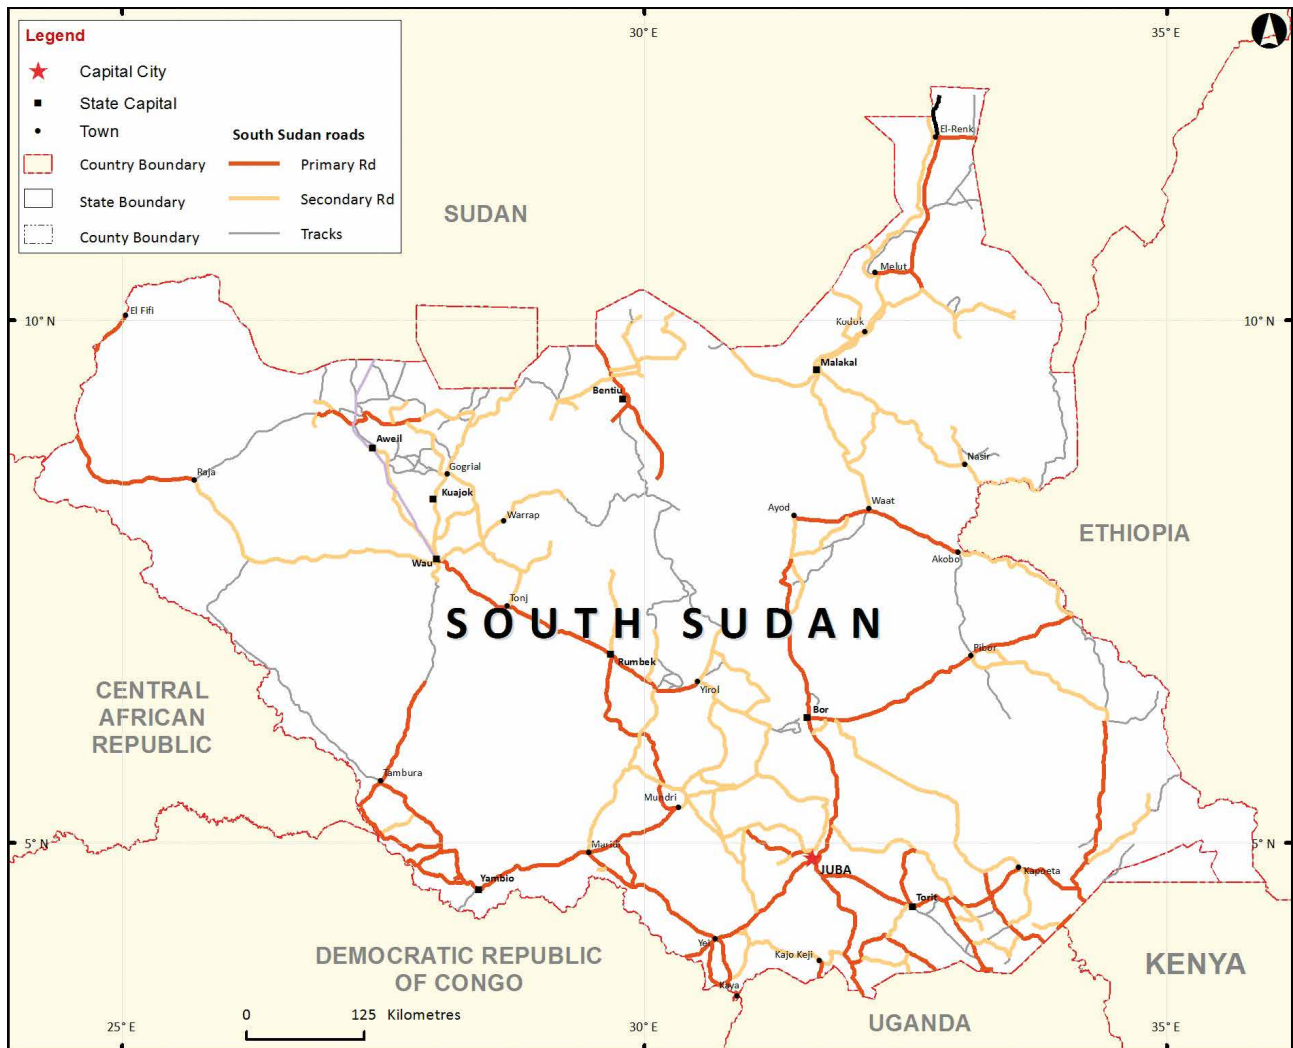 30° E
35° E
Legend
Capital City
State Capital
Town
South Sudan roads
Country Boundary
Primary Rd
State Boundary
Secondary Rd
County Boundary
Tracks
SUDAN
El-Renk
Melut
El Fifi
10° N
10° N
Kodok
Malakal
Bentiu
Aweil
Nasir
Raja
Gogrial
Kuajok
Waat
Ayod
Warrap
ETHIOPIA
Akobo
Wau
Tonj
SOUTH SUDAN
Pibor
Rumbek
Yirol
CENTRAL
AFRICAN
REPUBLIC
Bor
Tambura
Mundri
5° N
5° N
Maridi
JUBA
Kapoeta
Yambio
Torit
Yei
Kajo Keji
DEMOCRATIC REPUBLIC
OF CONGO
KENYA
Kaya
0
125 Kilometres
UGANDA
25° E
30° E
35° E